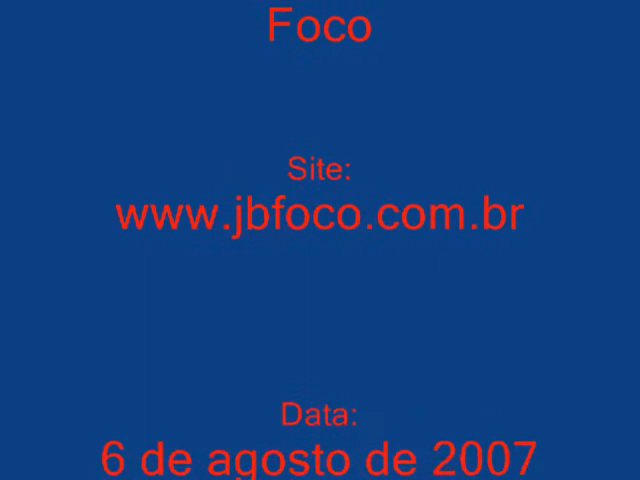 Foco
Site:
www.jbfoco.com.br
Data:
6 de agosto de 2007